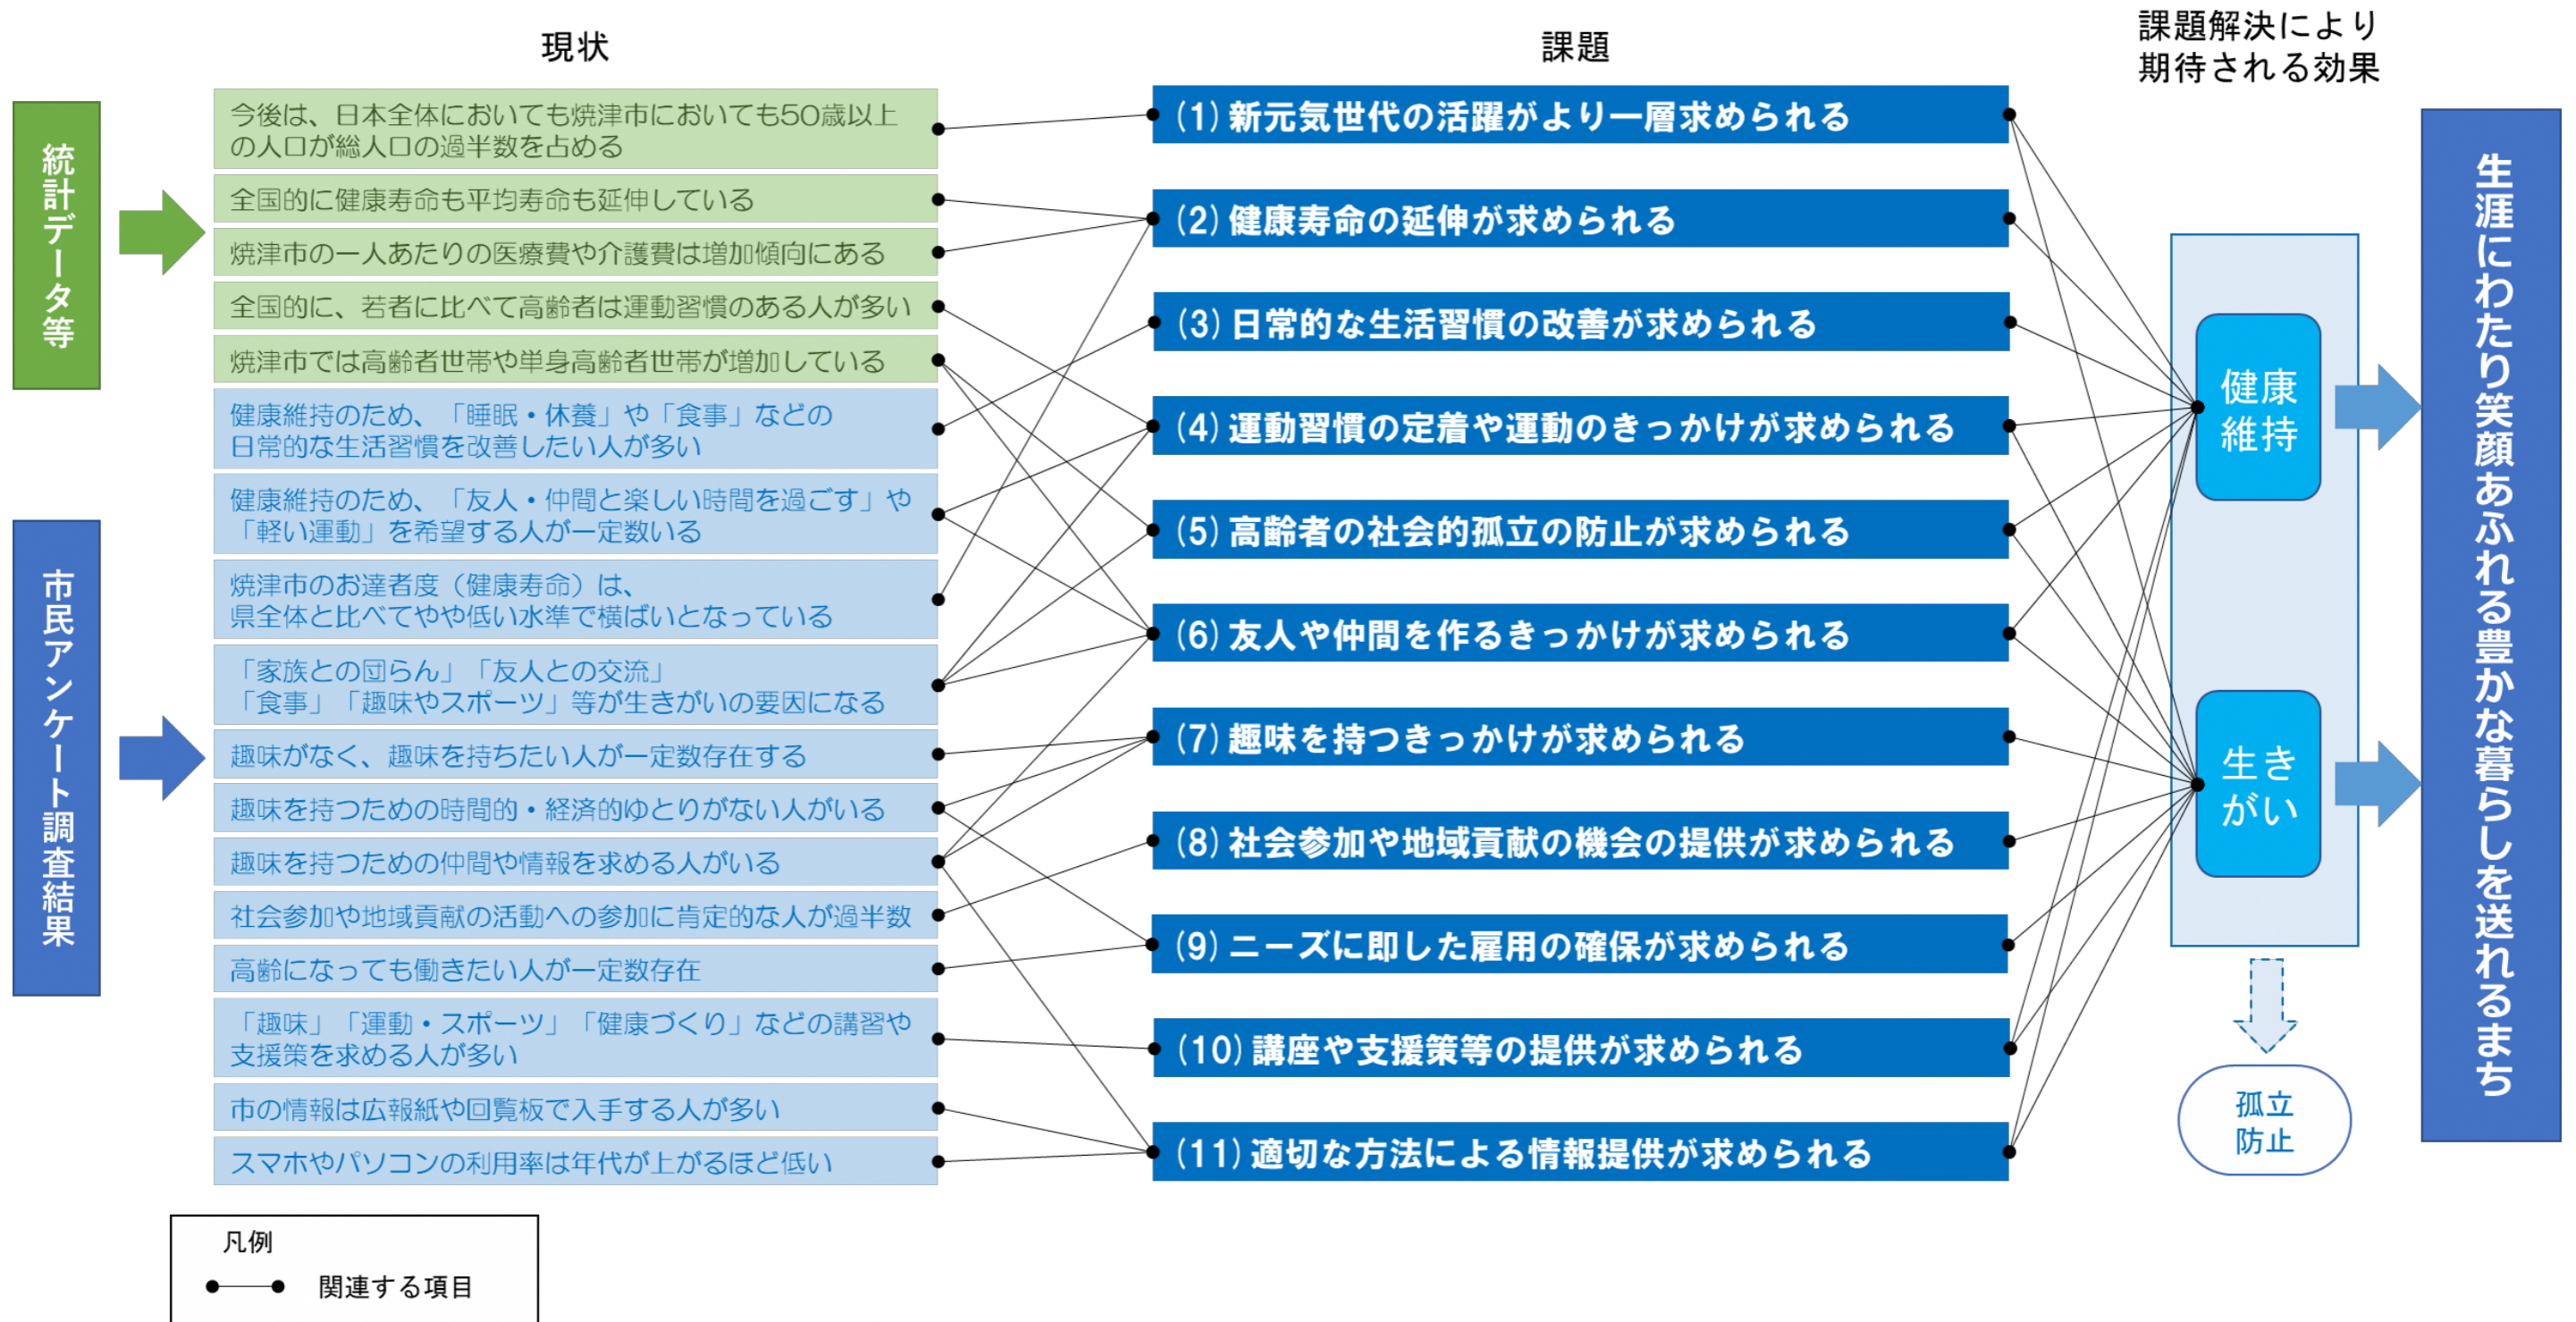 現状
課題
課題解決により
期待される効果
統計データ等
今後は、日本全体においても焼津市においても50歳以上
の人口が総人口の過半数を占める
全国的に健康寿命も平均寿命も延伸している
焼津市の一人あたりの医療費や介護費は増加傾向にある
全国的に、若者に比べて高齢者は運動習慣のある人が多い
焼津市では高齢者世帯や単身高齢者世帯が増加している
市民アンケート調査結果
健康維持のため、「睡眠・休養」や「食事」などの
日常的な生活習慣を改善したい人が多い
健康維持のため、「友人・仲間と楽しい時間を過ごす」や
「軽い運動」を希望する人が一定数いる
焼津市のお達者度（健康寿命）は、
県全体と比べてやや低い水準で横ばいとなっている
「家族との団らん」「友人との交流」
「食事」「趣味やスポーツ」等が生きがいの要因になる
趣味がなく、趣味を持ちたい人が一定数存在する
趣味を持つための時間的・経済的ゆとりがない人がいる
趣味を持つための仲間や情報を求める人がいる
社会参加や地域貢献の活動への参加に肯定的な人が過半数
高齢になっても働きたい人が一定数存在
「趣味」「運動・スポーツ」「健康づくり」などの講習や
支援策を求める人が多い
市の情報は広報紙や回覧板で入手する人が多い
スマホやパソコンの利用率は年代が上がるほど低い
(1)新元気世代の活躍がより一層求められる
(2)健康寿命の延伸が求められる
(3)日常的な生活習慣の改善が求められる
(4)運動習慣の定着や運動のきっかけが求められる
(5)高齢者の社会的孤立の防止が求められる
(6)友人や仲間を作るきっかけが求められる
(7)趣味を持つきっかけが求められる
(8)社会参加や地域貢献の機会の提供が求められる
(9)ニーズに即した雇用の確保が求められる
(10)講座や支援策等の提供が求められる
(11)適切な方法による情報提供が求められる
健康
維持
生き
がい
孤立
防止
生涯にわたり笑顔あふれる豊かな暮らしを送れるまち
凡例
関連する項目